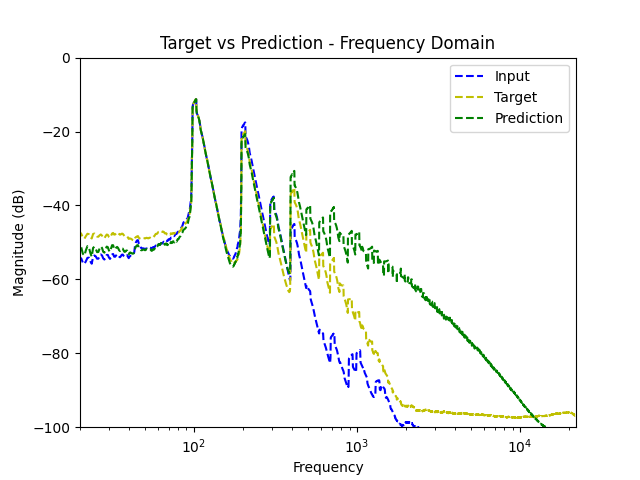 Target vs Prediction - Frequency Domain
Input
Target
Prediction
0
−20
−40
−60
−80
−100
Magnitude (dB)
10²
10³
10⁴
Frequency